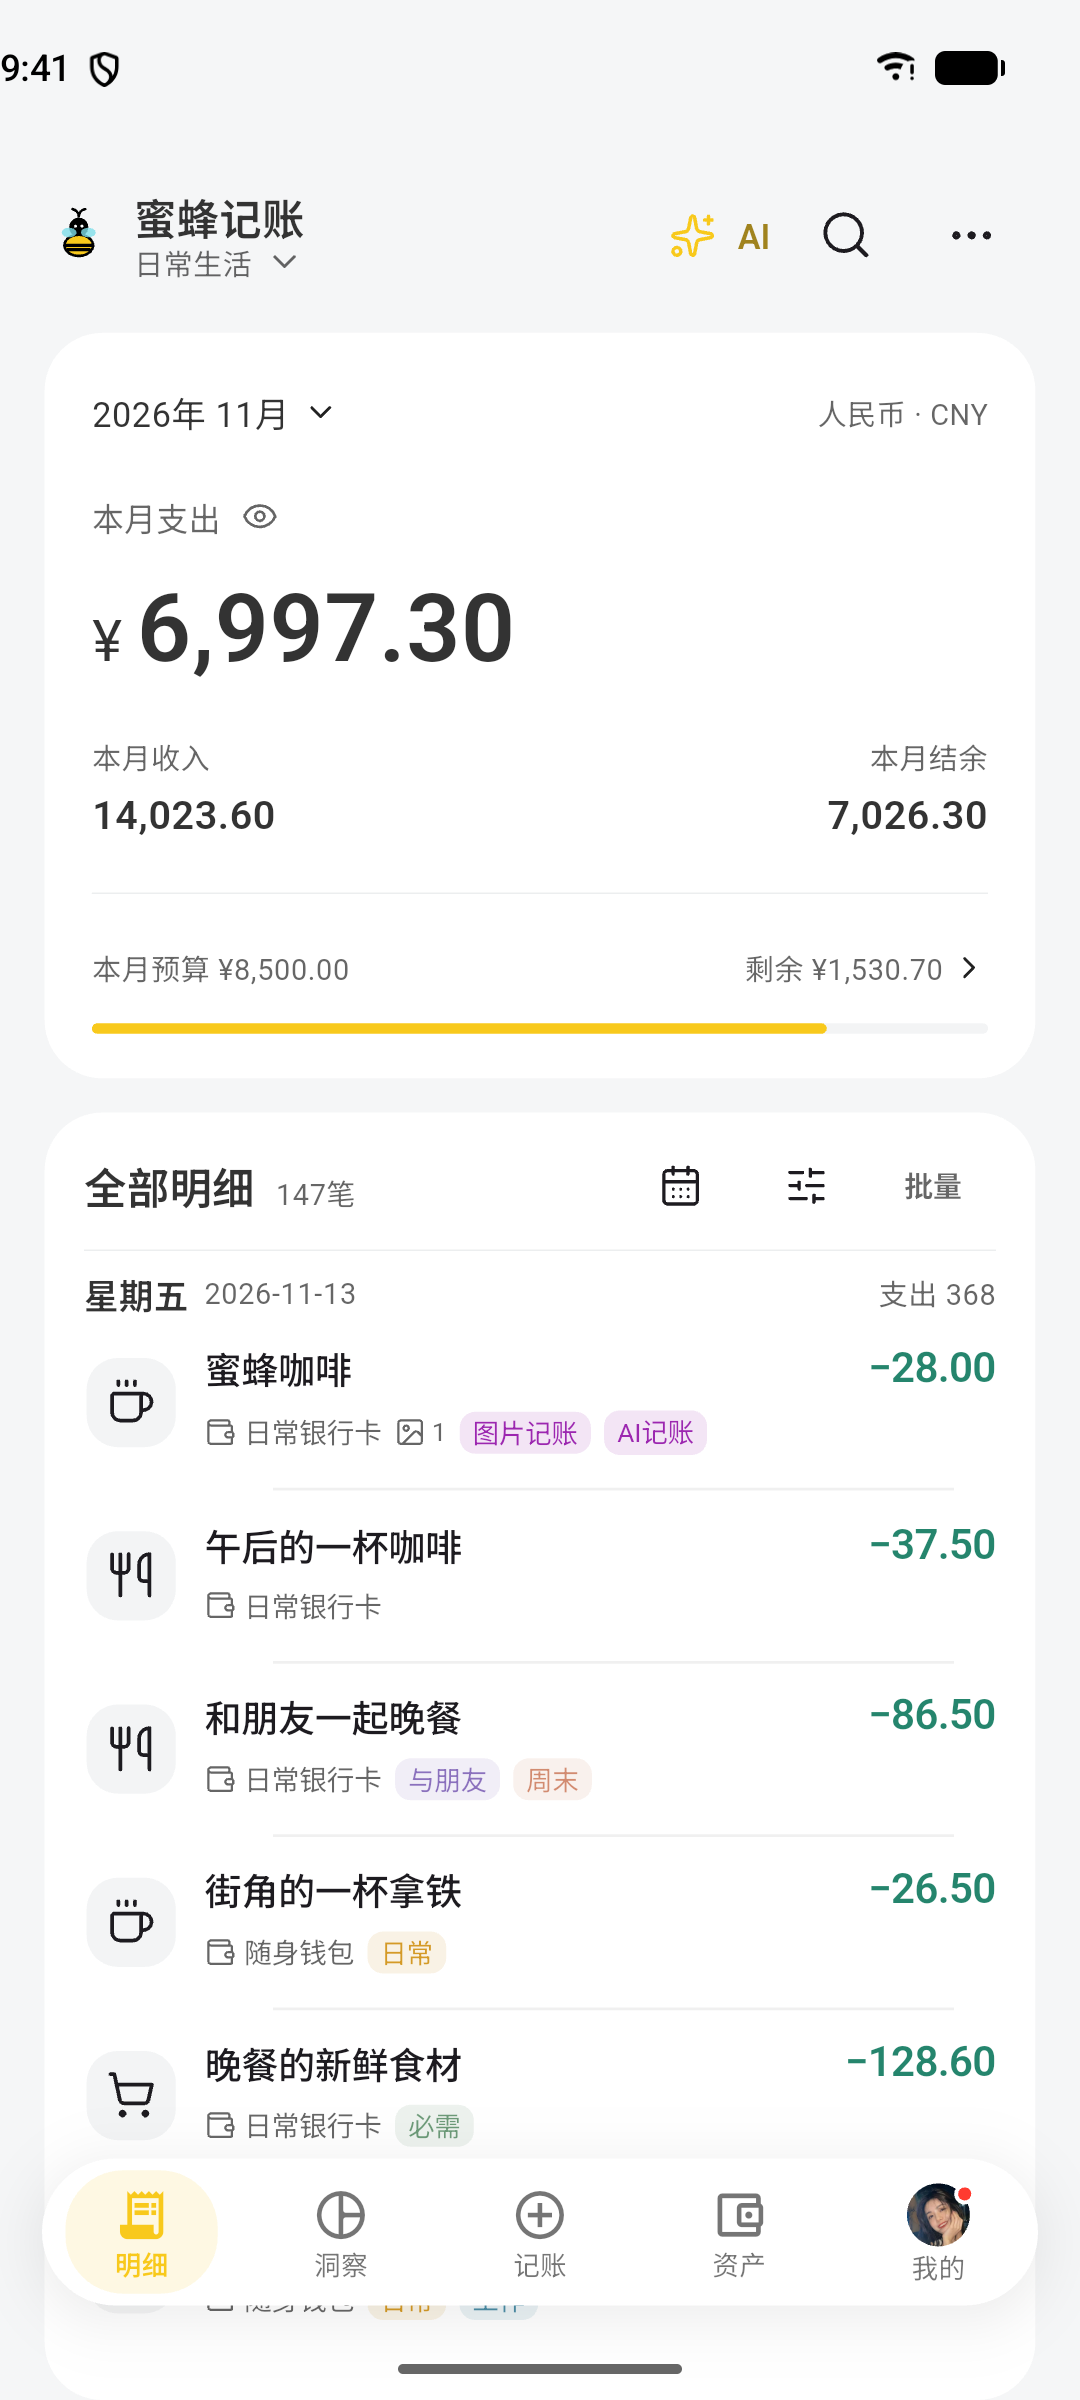 9:41
蜜蜂记账
日常生活
AI
2026年 11月
人民币 · CNY
本月支出
¥ 6,997.30
本月收入
本月结余
14,023.60
7,026.30
本月预算 ¥8,500.00
剩余 ¥1,530.70
全部明细 147笔
批量
星期五 2026-11-13
支出 368
蜜蜂咖啡
−28.00
日常银行卡 1 图片记账 AI记账
午后的一杯咖啡
−37.50
日常银行卡
和朋友一起晚餐
−86.50
日常银行卡 与朋友 周末
街角的一杯拿铁
−26.50
随身钱包 日常
晚餐的新鲜食材
−128.60
日常银行卡 必需
明细
洞察
记账
资产
我的